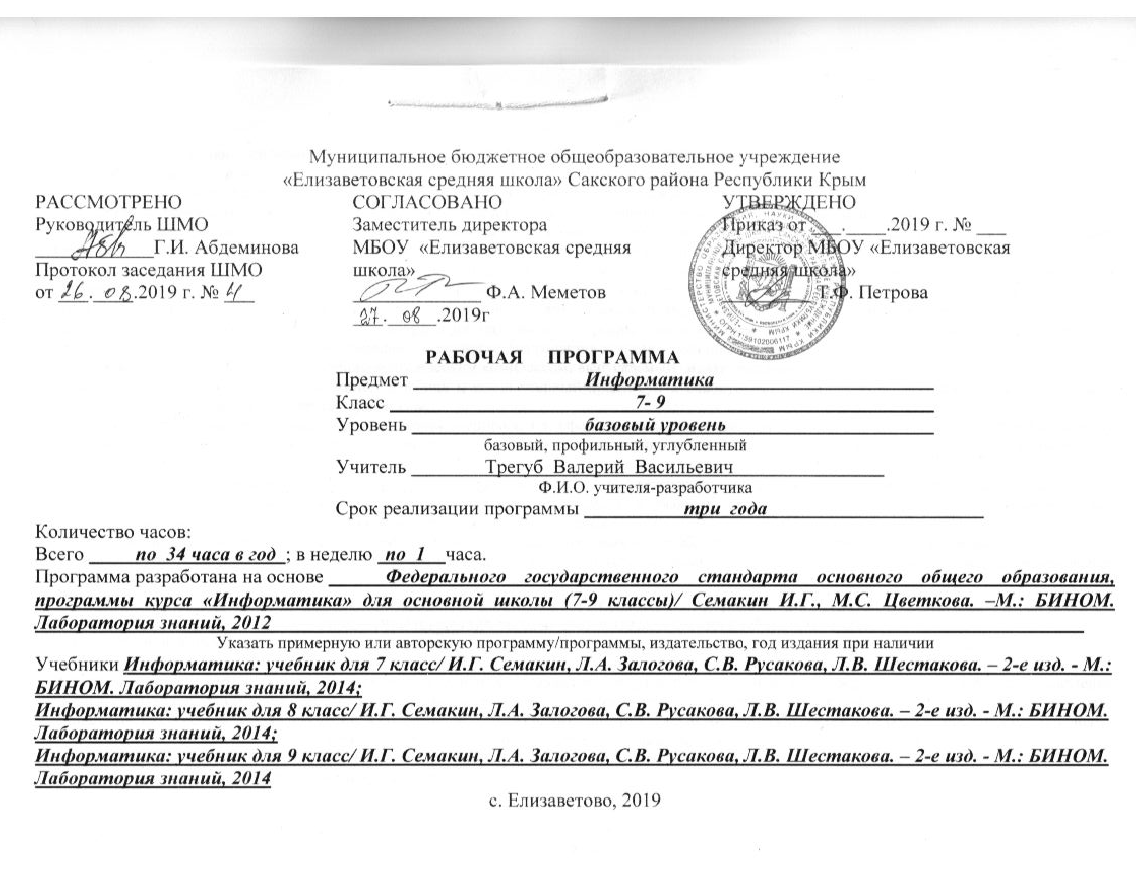 Муниципальное бюджетное общеобразовательное учреждение
«Елизаветовская средняя школа» Сакского района Республики Крым
РАССМОТРЕНО
Руководитель ШМО
____________Г.И. Абдеминова
Протокол заседания ШМО
от 26. 08.2019 г. № 4
СОГЛАСОВАНО
Заместитель директора
МБОУ «Елизаветовская средняя
школа»
_____________ Ф.А. Меметов
27. 08.2019г
УТВЕРЖДЕНО
Приказ от ____.____.2019 г. № ___
Директор МБОУ «Елизаветовская
средняя школа»
__________ Т.Ф. Петрова
РАБОЧАЯ ПРОГРАММА
Предмет Информатика
Класс 7- 9
Уровень базовый уровень
базовый, профильный, углубленный
Учитель Трегуб Валерий Васильевич
Ф.И.О. учителя-разработчика
Срок реализации программы три года
Количество часов:
Всего по 34 часа в год ; в неделю по 1 часа.
Программа разработана на основе Федерального государственного стандарта основного общего образования,
программы курса «Информатика» для основной школы (7-9 классы)/ Семакин И.Г., М.С. Цветкова. –М.: БИНОМ.
Лаборатория знаний, 2012
Указать примерную или авторскую программу/программы, издательство, год издания при наличии
Учебники Информатика: учебник для 7 класс/ И.Г. Семакин, Л.А. Залогова, С.В. Русакова, Л.В. Шестакова. – 2-е изд. - М.:
БИНОМ. Лаборатория знаний, 2014;
Информатика: учебник для 8 класс/ И.Г. Семакин, Л.А. Залогова, С.В. Русакова, Л.В. Шестакова. – 2-е изд. - М.: БИНОМ.
Лаборатория знаний, 2014;
Информатика: учебник для 9 класс/ И.Г. Семакин, Л.А. Залогова, С.В. Русакова, Л.В. Шестакова. – 2-е изд. - М.: БИНОМ.
Лаборатория знаний, 2014
с. Елизаветово, 2019